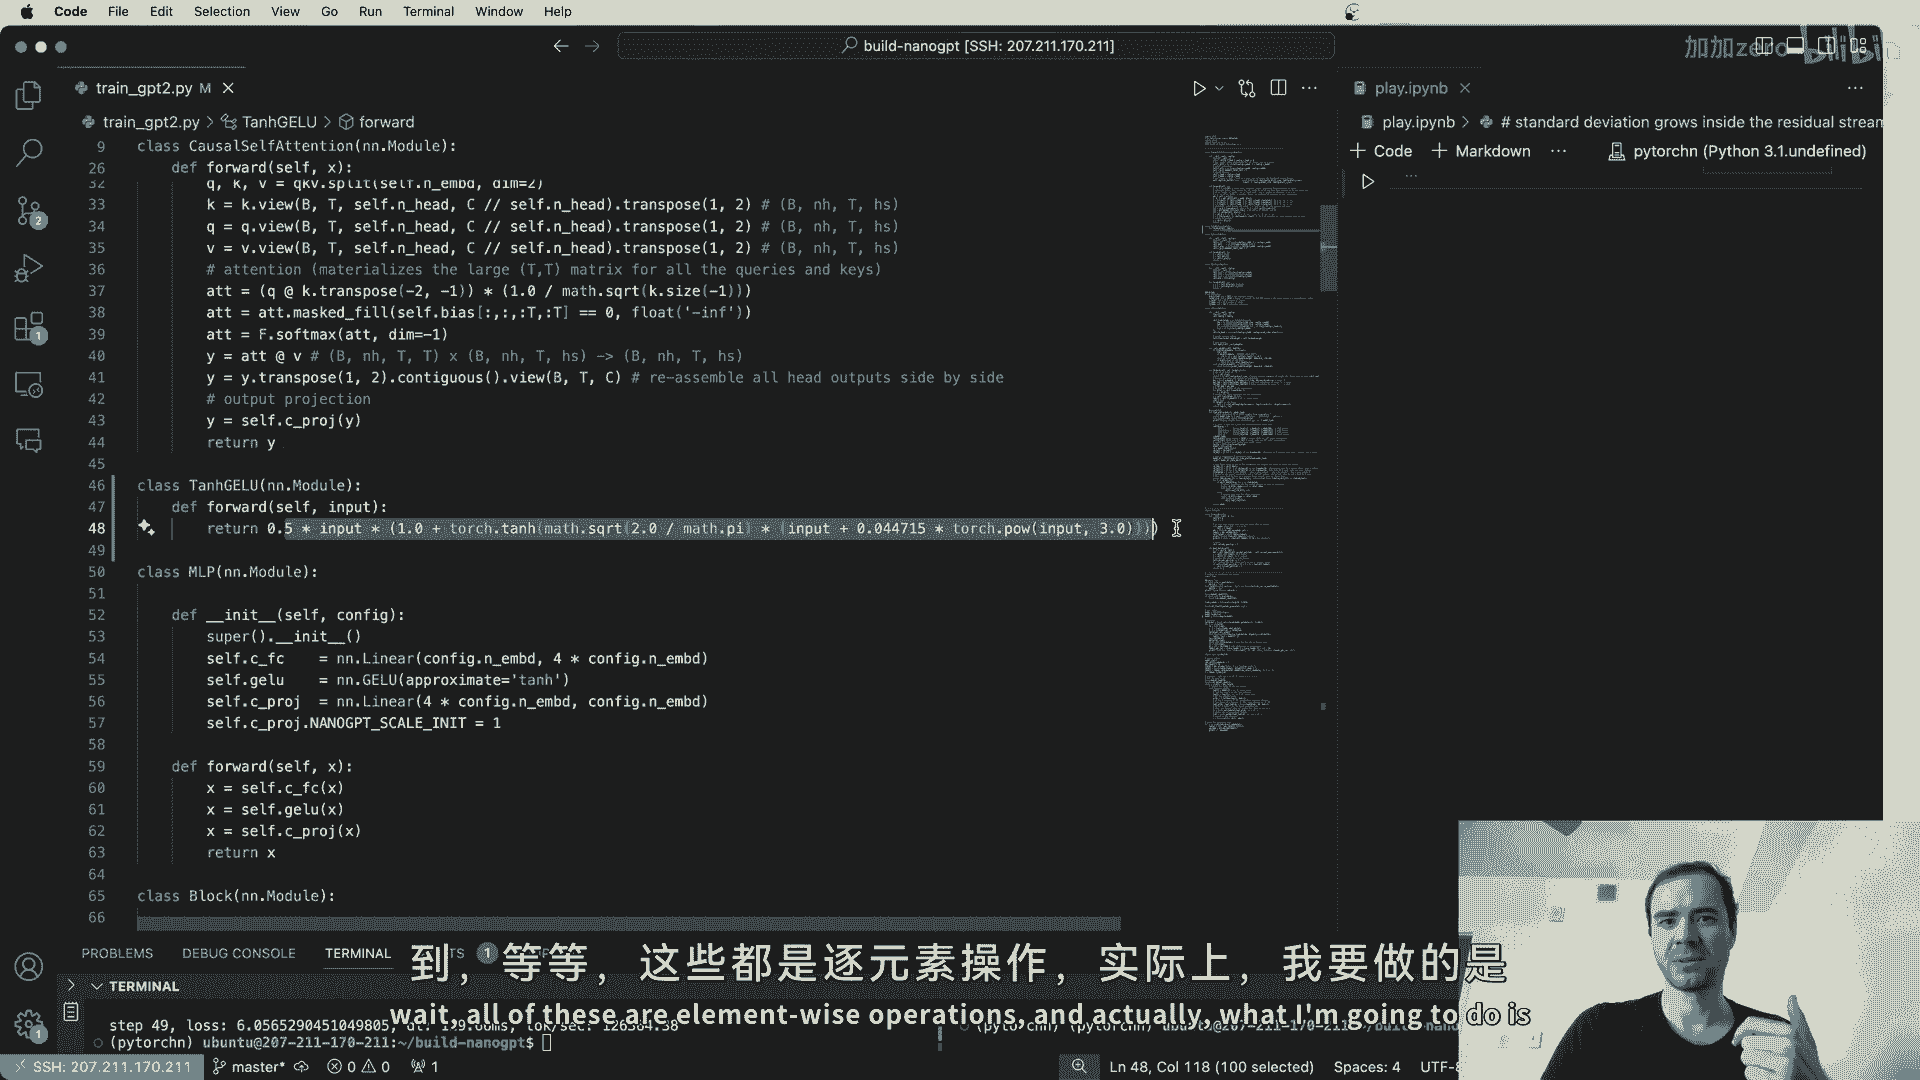 Code File Edit Selection View Go Run Terminal Window Help
build-nanogpt [SSH: 207.211.170.211]
加加zero bilibili
train_gpt2.py M
play.ipynb
train_gpt2.py > TanhGELU > forward
play.ipynb > # standard deviation grows inside the residual stream
+ Code + Markdown ... pytorchn (Python 3.1.undefined)
9 class CausalSelfAttention(nn.Module):
26 def forward(self, x):
32 q, k, v = qkv.split(self.n_embd, dim=2)
33 k = k.view(B, T, self.n_head, C // self.n_head).transpose(1, 2) # (B, nh, T, hs)
34 q = q.view(B, T, self.n_head, C // self.n_head).transpose(1, 2) # (B, nh, T, hs)
35 v = v.view(B, T, self.n_head, C // self.n_head).transpose(1, 2) # (B, nh, T, hs)
36 # attention (materializes the large (T,T) matrix for all the queries and keys)
37 att = (q @ k.transpose(-2, -1)) * (1.0 / math.sqrt(k.size(-1)))
38 att = att.masked_fill(self.bias[:,:,:T,:T] == 0, float('-inf'))
39 att = F.softmax(att, dim=-1)
40 y = att @ v # (B, nh, T, T) x (B, nh, T, hs) -> (B, nh, T, hs)
41 y = y.transpose(1, 2).contiguous().view(B, T, C) # re-assemble all head outputs side by side
42 # output projection
43 y = self.c_proj(y)
44 return y
45
46 class TanhGELU(nn.Module):
47 def forward(self, input):
48 return 0.5 * input * (1.0 + torch.tanh(math.sqrt(2.0 / math.pi) * (input + 0.044715 * torch.pow(input, 3.0))))
49
50 class MLP(nn.Module):
51
52 def __init__(self, config):
53 super().__init__()
54 self.c_fc = nn.Linear(config.n_embd, 4 * config.n_embd)
55 self.gelu = nn.GELU(approximate='tanh')
56 self.c_proj = nn.Linear(4 * config.n_embd, config.n_embd)
57 self.c_proj.NANOGPT_SCALE_INIT = 1
58
59 def forward(self, x):
60 x = self.c_fc(x)
61 x = self.gelu(x)
62 x = self.c_proj(x)
63 return x
64
65 class Block(nn.Module):
66
PROBLEMS DEBUG CONSOLE TERMINAL 1
到，等等，这些都是逐元素操作，实际上，我要做的是
TERMINAL
wait, all of these are element-wise operations, and actually, what I'm going to do is
step 49, loss: 6.0565290451049805,
(pytorchn) ubuntu@207-211-170-211:~/build-nanogpt$
SSH: 207.211.170.211 master* 0 0 1 Ln 48, Col 118 (100 selected) Spaces: 4 UTF-8